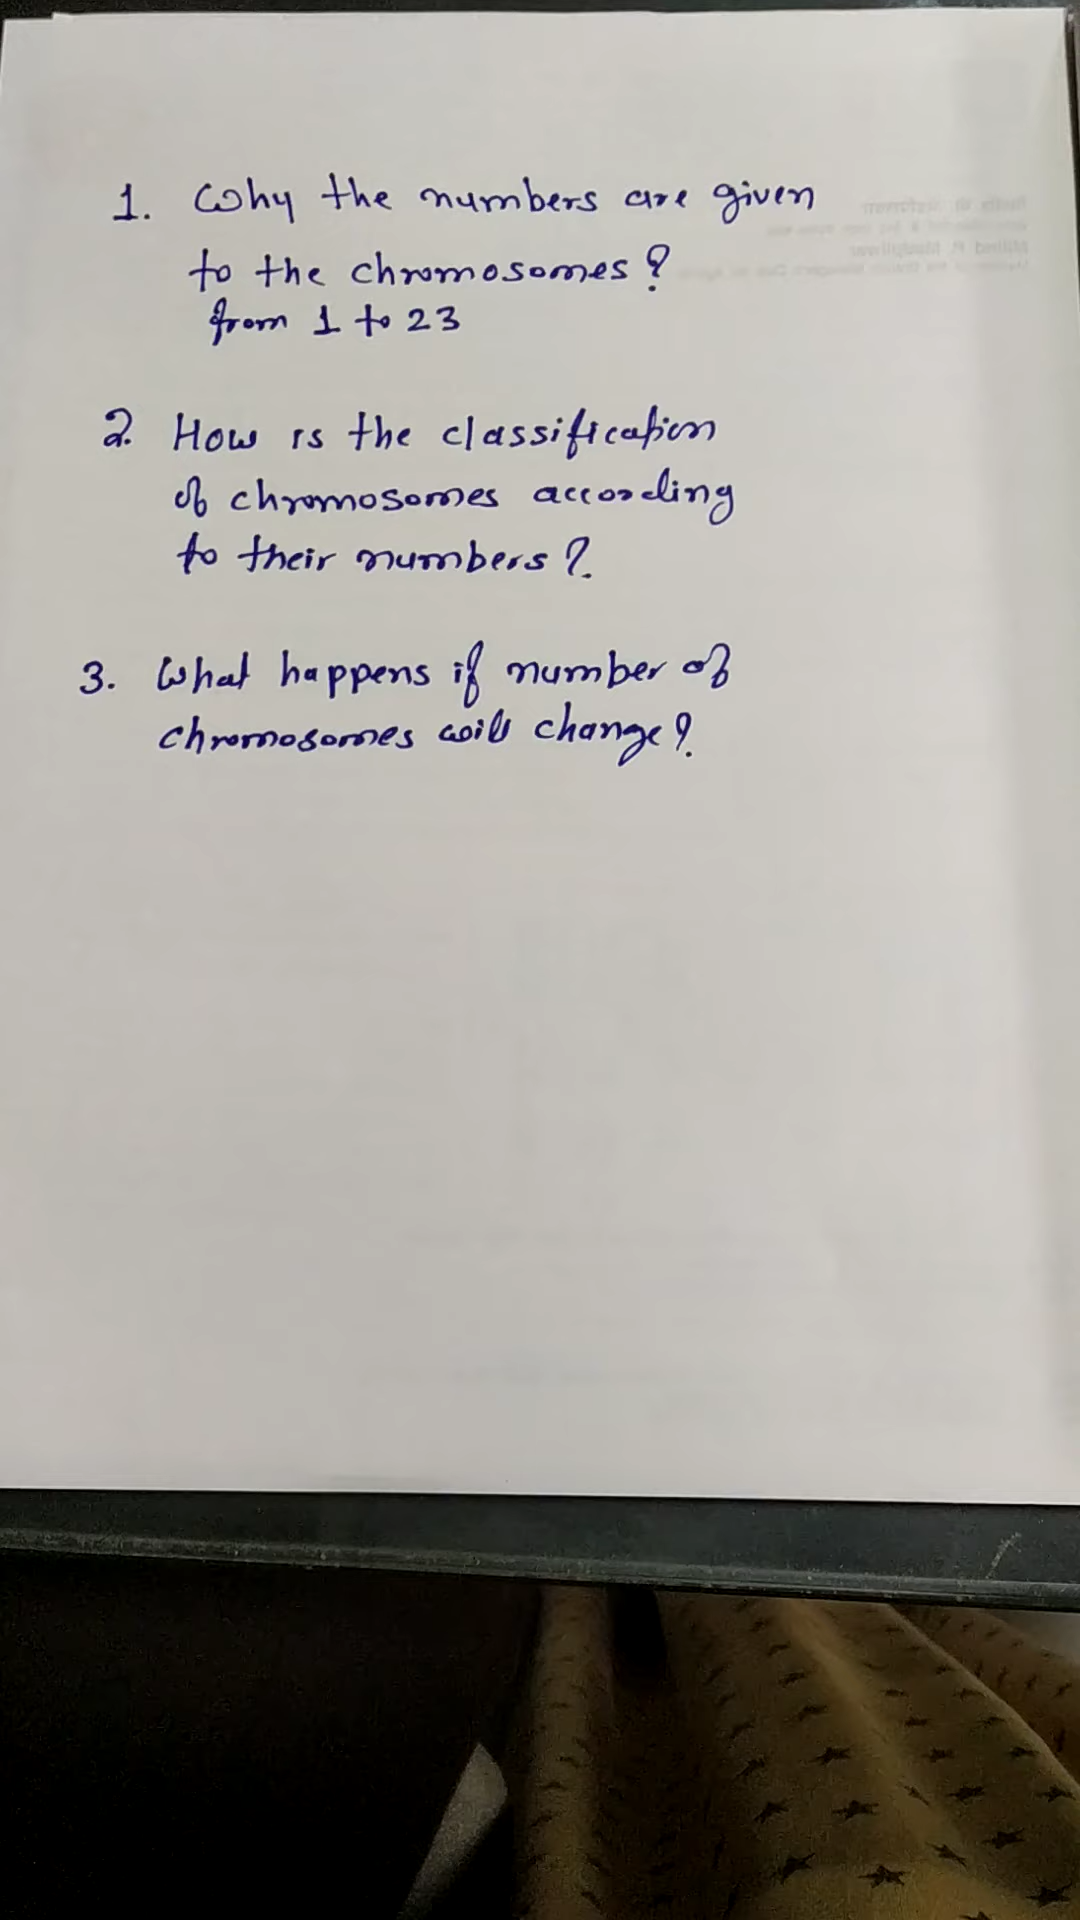 1. Why the numbers are given
to the chromosomes?
from 1 to 23
2. How is the classification
of chromosomes according
to their numbers?
3. What happens if number of
chromosomes will change?